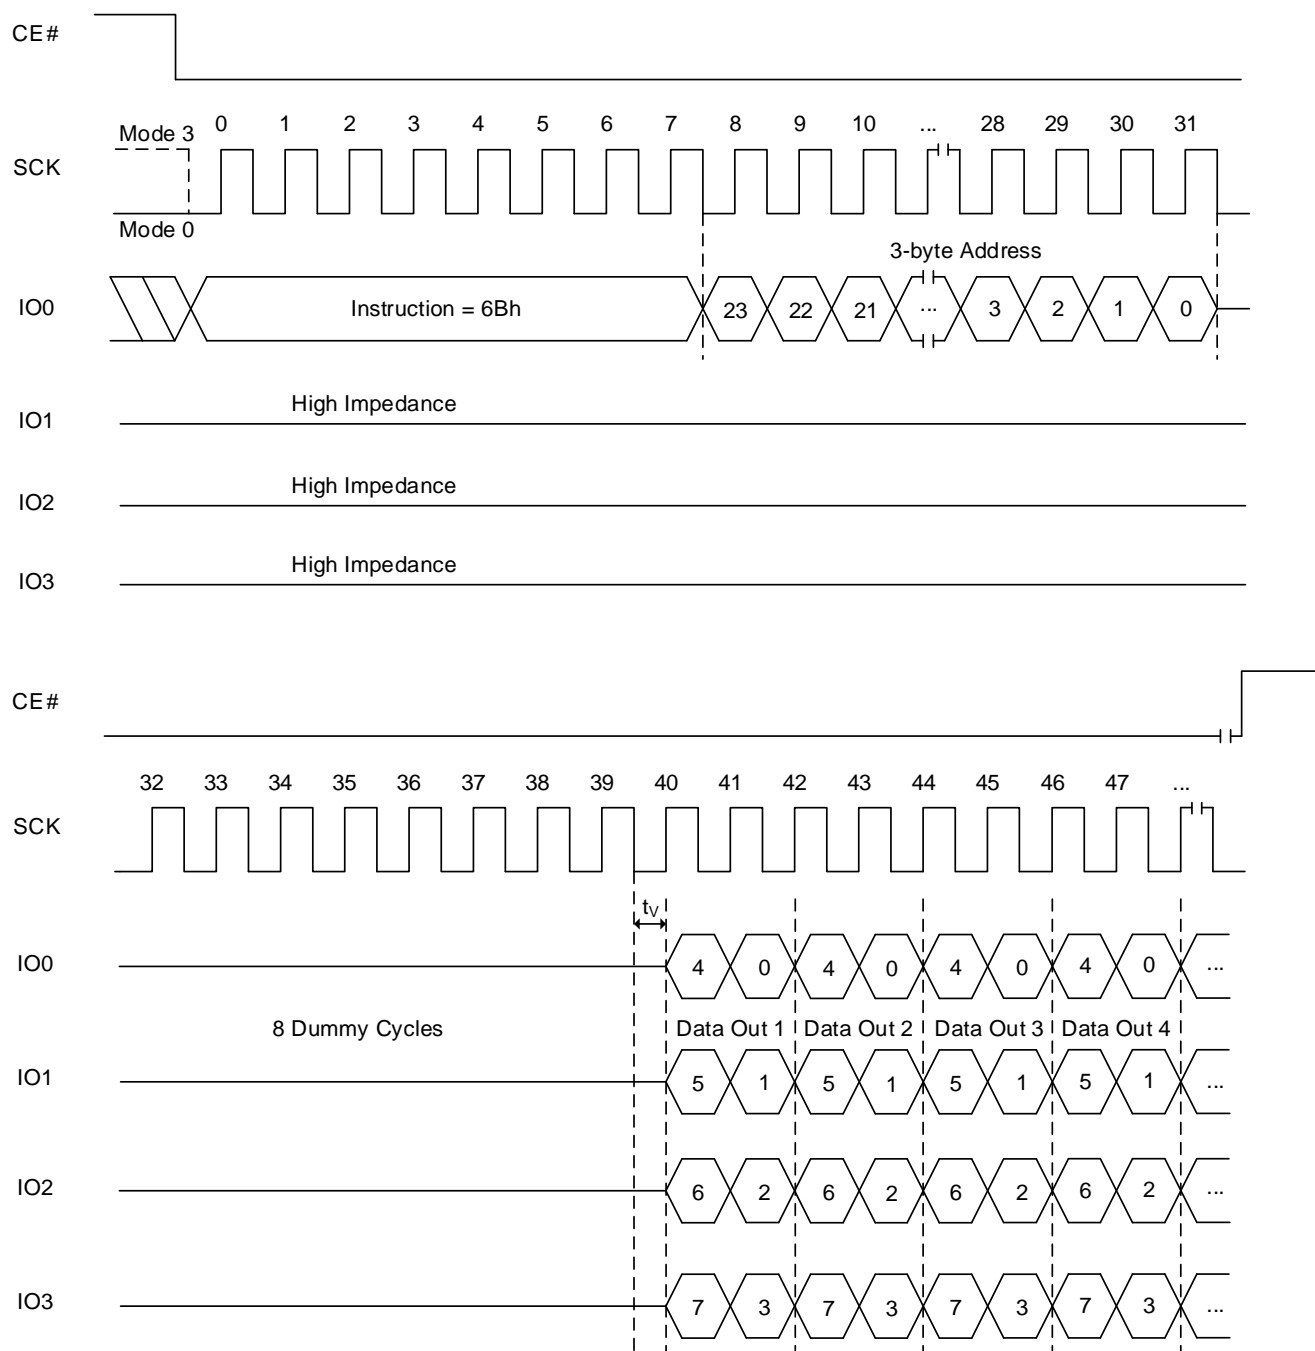 CE#
Mode 3 0 1 2 3 4 5 6 7 8 9 10 ... 28 29 30 31
SCK
Mode 0
3-byte Address
IO0 Instruction = 6Bh 23 22 21 ... 3 2 1 0
High Impedance
IO1
High Impedance
IO2
High Impedance
IO3
CE#
32 33 34 35 36 37 38 39 40 41 42 43 44 45 46 47 ...
SCK
tV
IO0 4 0 4 0 4 0 4 0 ...
8 Dummy Cycles Data Out 1 Data Out 2 Data Out 3 Data Out 4
IO1 5 1 5 1 5 1 5 1 ...
IO2 6 2 6 2 6 2 6 2 ...
IO3 7 3 7 3 7 3 7 3 ...